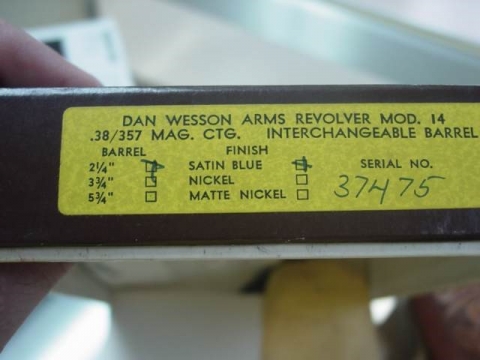 DAN WESSON ARMS REVOLVER MOD. 14
.38/357 MAG. CTG. INTERCHANGEABLE BARREL
BARREL FINISH
2¼" SATIN BLUE SERIAL NO.
3¾" NICKEL 37475
5¾" MATTE NICKEL